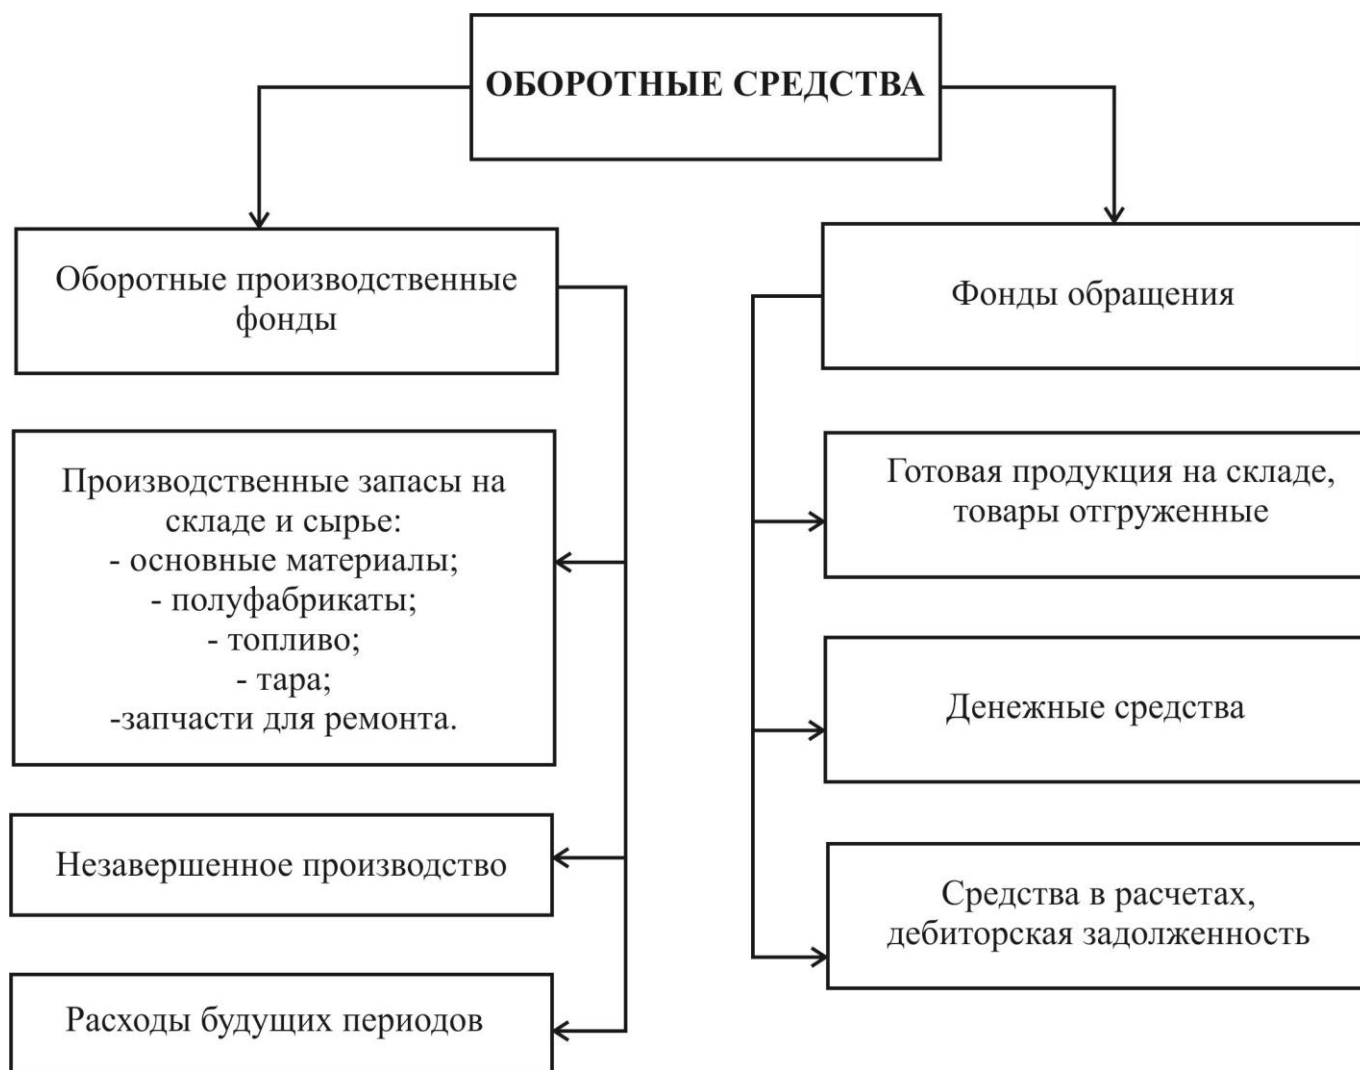 ОБОРОТНЫЕ СРЕДСТВА
Оборотные производственные
фонды
Фонды обращения
Производственные запасы на
складе и сырье:
- основные материалы;
- полуфабрикаты;
- топливо;
- тара;
-запчасти для ремонта.
Незавершенное производство
Расходы будущих периодов
Готовая продукция на складе,
товары отгруженные
Денежные средства
Средства в расчетах,
дебиторская задолженность